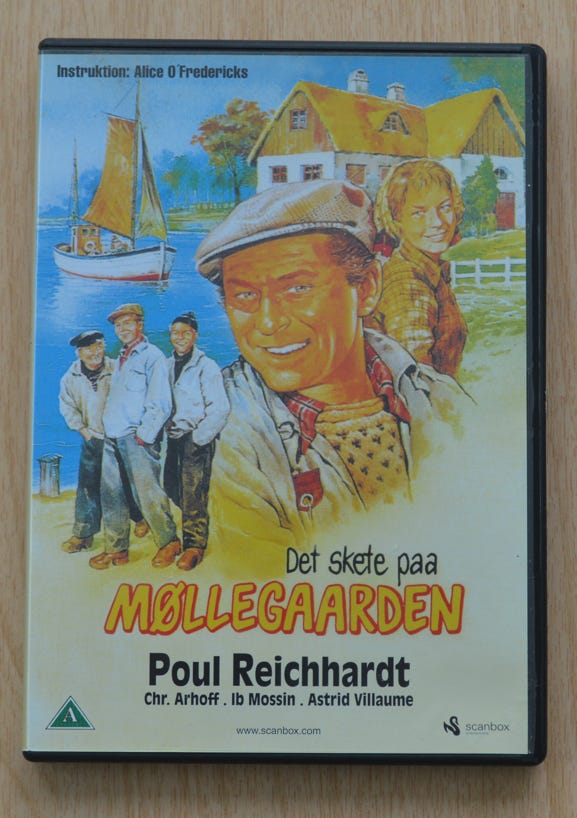 Instruktion: Alice O´Fredericks
Det skete paa
MØLLEGAARDEN
Poul Reichhardt
Chr. Arhoff . Ib Mossin . Astrid Villaume
A
www.scanbox.com
scanbox